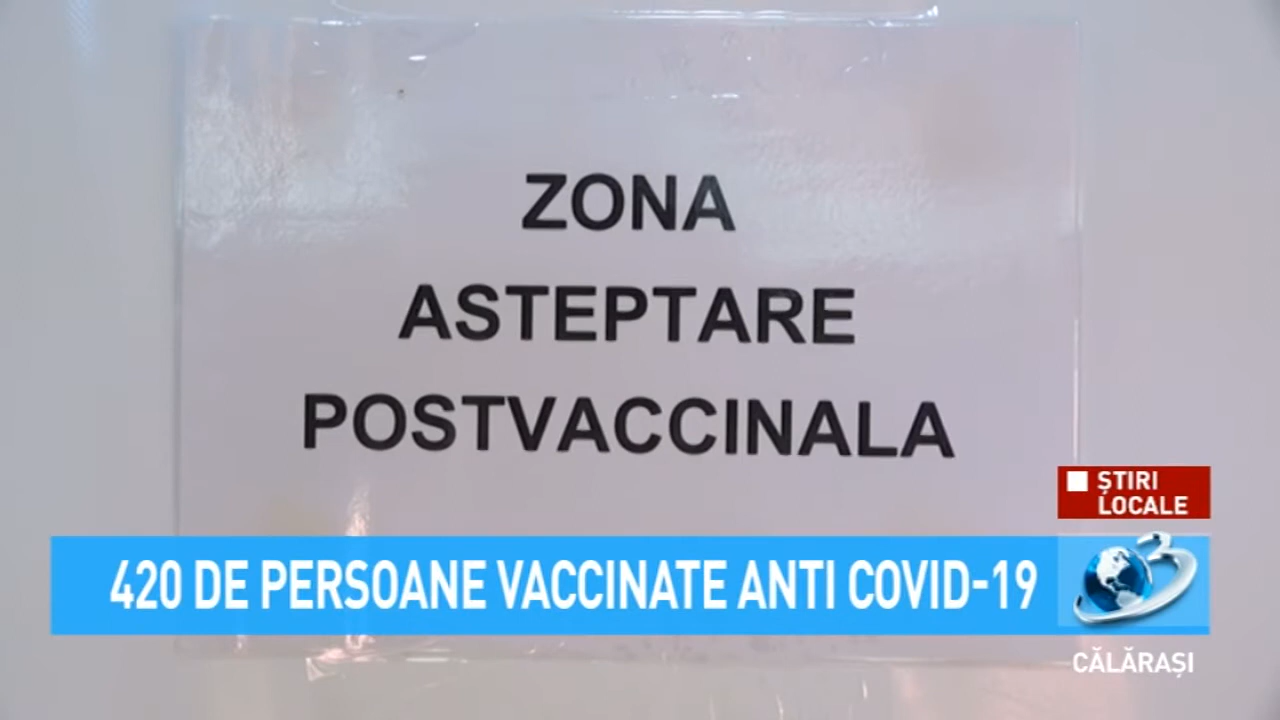 ZONA
ASTEPTARE
POSTVACCINALA
ȘTIRI
LOCALE
420 DE PERSOANE VACCINATE ANTI COVID-19
3
CĂLĂRAȘI